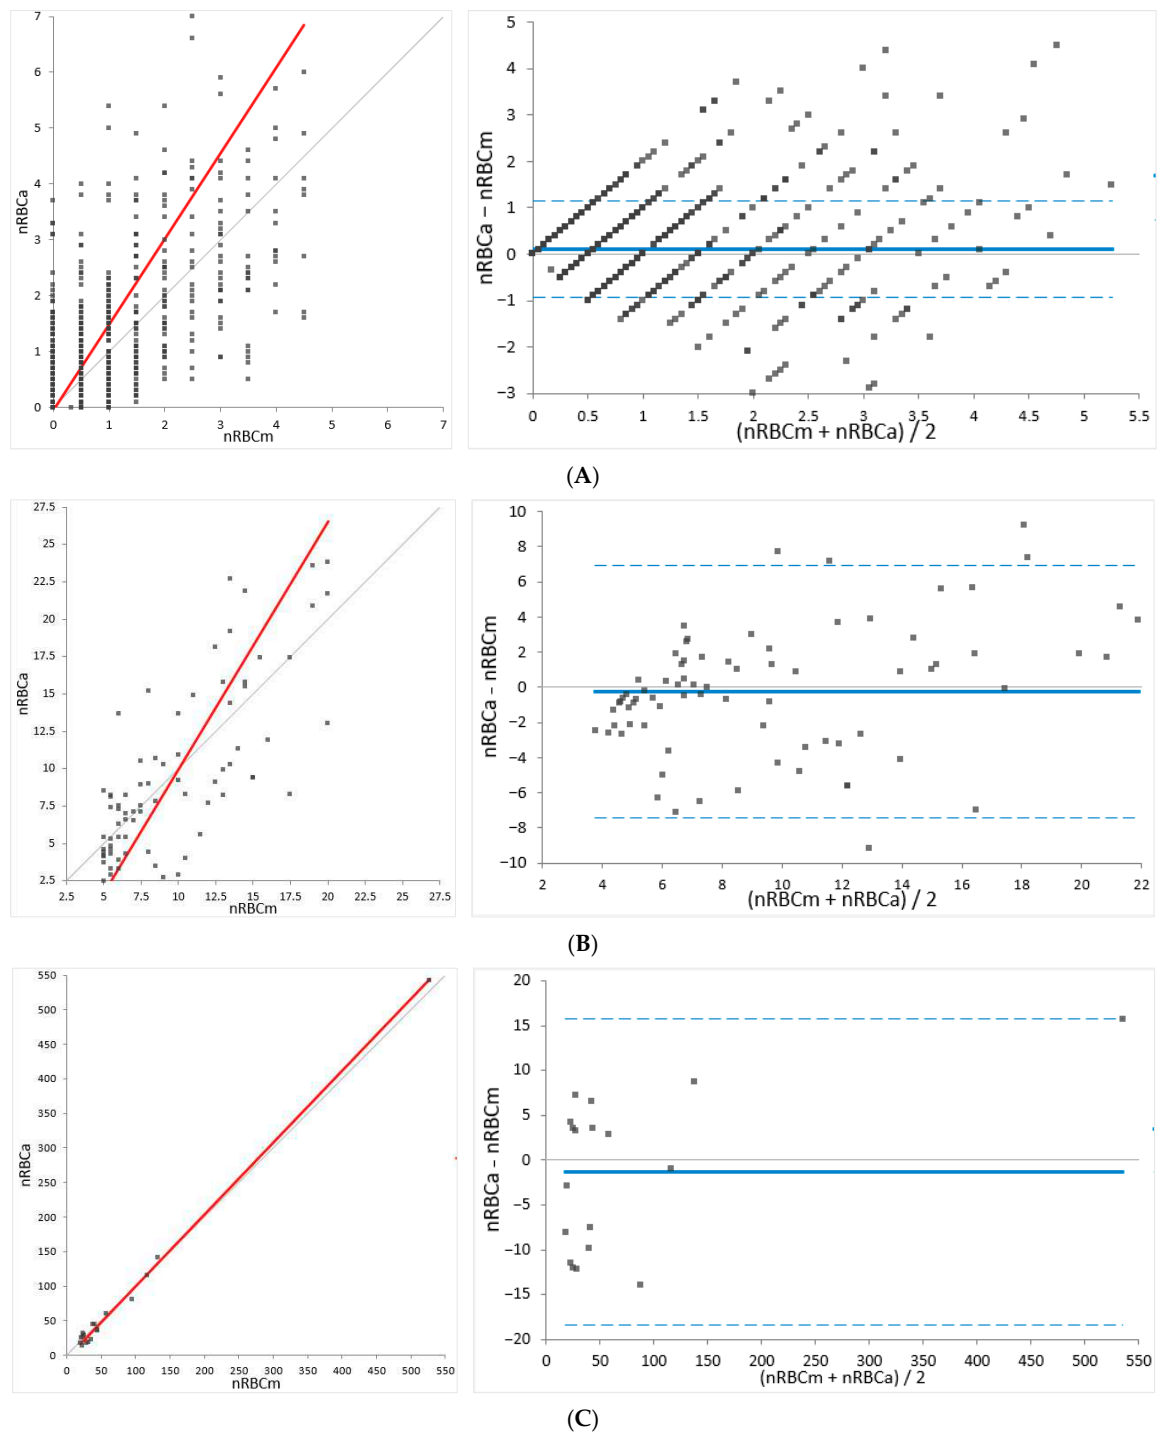 7
6
5
4
3
2
1
0
nRBCa
0 1 2 3 4 5 6 7
nRBCm
5
4
3
2
1
0
−1
−2
−3
nRBCa – nRBCm
0 0.5 1 1.5 2 2.5 3 3.5 4 4.5 5 5.5
(nRBCm + nRBCa) / 2
(A)
27.5
25
22.5
20
17.5
15
12.5
10
7.5
5
2.5
nRBCa
2.5 5 7.5 10 12.5 15 17.5 20 22.5 25 27.5
nRBCm
10
8
6
4
2
0
−2
−4
−6
−8
−10
nRBCa – nRBCm
2 4 6 8 10 12 14 16 18 20 22
(nRBCm + nRBCa) / 2
(B)
550
500
450
400
350
300
250
200
150
100
50
0
nRBCa
0 50 100 150 200 250 300 350 400 450 500 550
nRBCm
20
15
10
5
0
−5
−10
−15
−20
nRBCa – nRBCm
0 50 100 150 200 250 300 350 400 450 500 550
(nRBCm + nRBCa) / 2
(C)